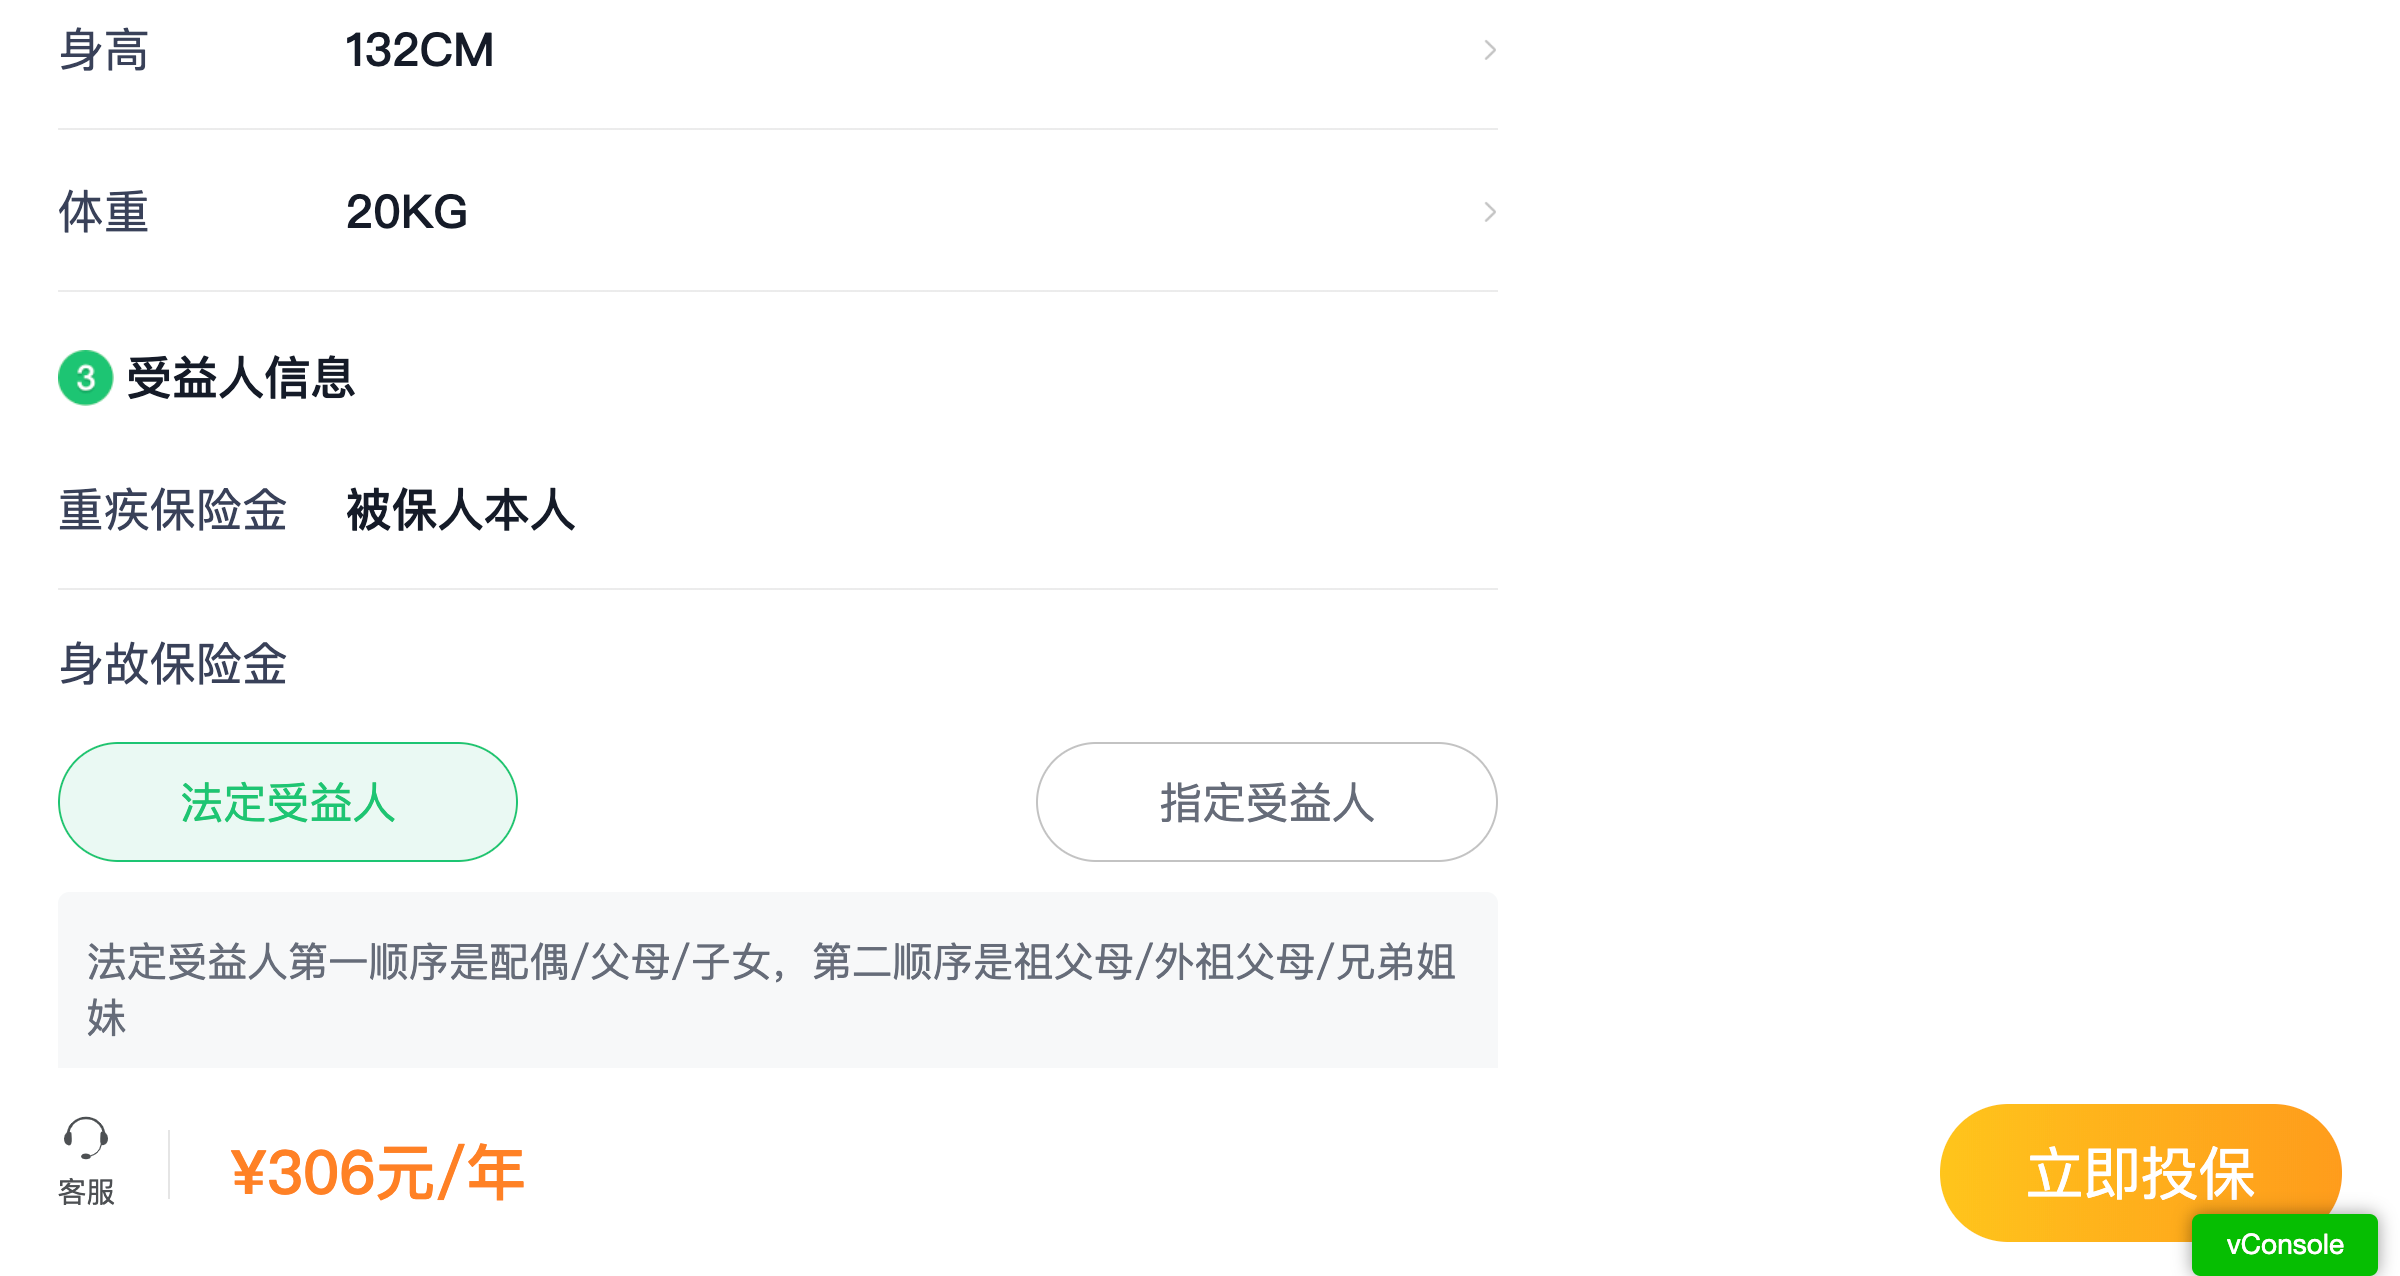 身高 132CM
体重 20KG
3 受益人信息
重疾保险金 被保人本人
身故保险金
法定受益人 指定受益人
法定受益人第一顺序是配偶/父母/子女，第二顺序是祖父母/外祖父母/兄弟姐
妹
客服 ¥306元/年 立即投保
vConsole